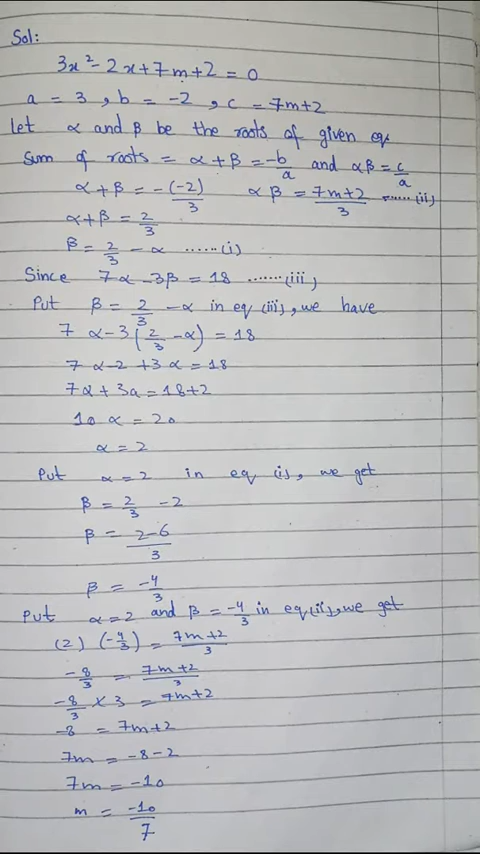 Sol:
3x² - 2x + 7m + 2 = 0
a = 3 , b = -2 , c = 7m+2
Let α and β be the roots of given eq.
Sum of roots = α + β = -b/a and αβ = c/a
α + β = -(-2)/3 αβ = 7m+2/3 ......(ii)
α+β = 2/3
β = 2/3 - α ......(i)
Since 7α - 3β = 18 .......(iii)
Put β = 2/3 - α in eq (iii), we have
7 α - 3 (2/3 - α) = 18
7 α - 2 + 3 α = 18
7α + 3a = 18+2
10 α = 20
α = 2
Put α = 2 in eq (i), we get
β = 2/3 - 2
β = 2-6/3
β = -4/3
Put α = 2 and β = -4/3 in eq (ii), we get
(2) (-4/3) = 7m+2/3
-8/3 = 7m+2/3
-8/3 × 3 = 7m+2
-8 = 7m+2
7m = -8-2
7m = -10
m = -10/7